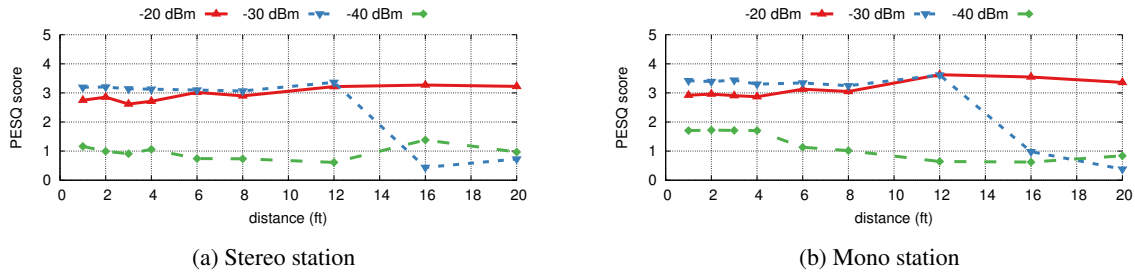 -20 dBm -30 dBm -40 dBm
PESQ score
5
4
3
2
1
0
0 2 4 6 8 10 12 14 16 18 20
distance (ft)
(a) Stereo station
-20 dBm -30 dBm -40 dBm
PESQ score
5
4
3
2
1
0
0 2 4 6 8 10 12 14 16 18 20
distance (ft)
(b) Mono station